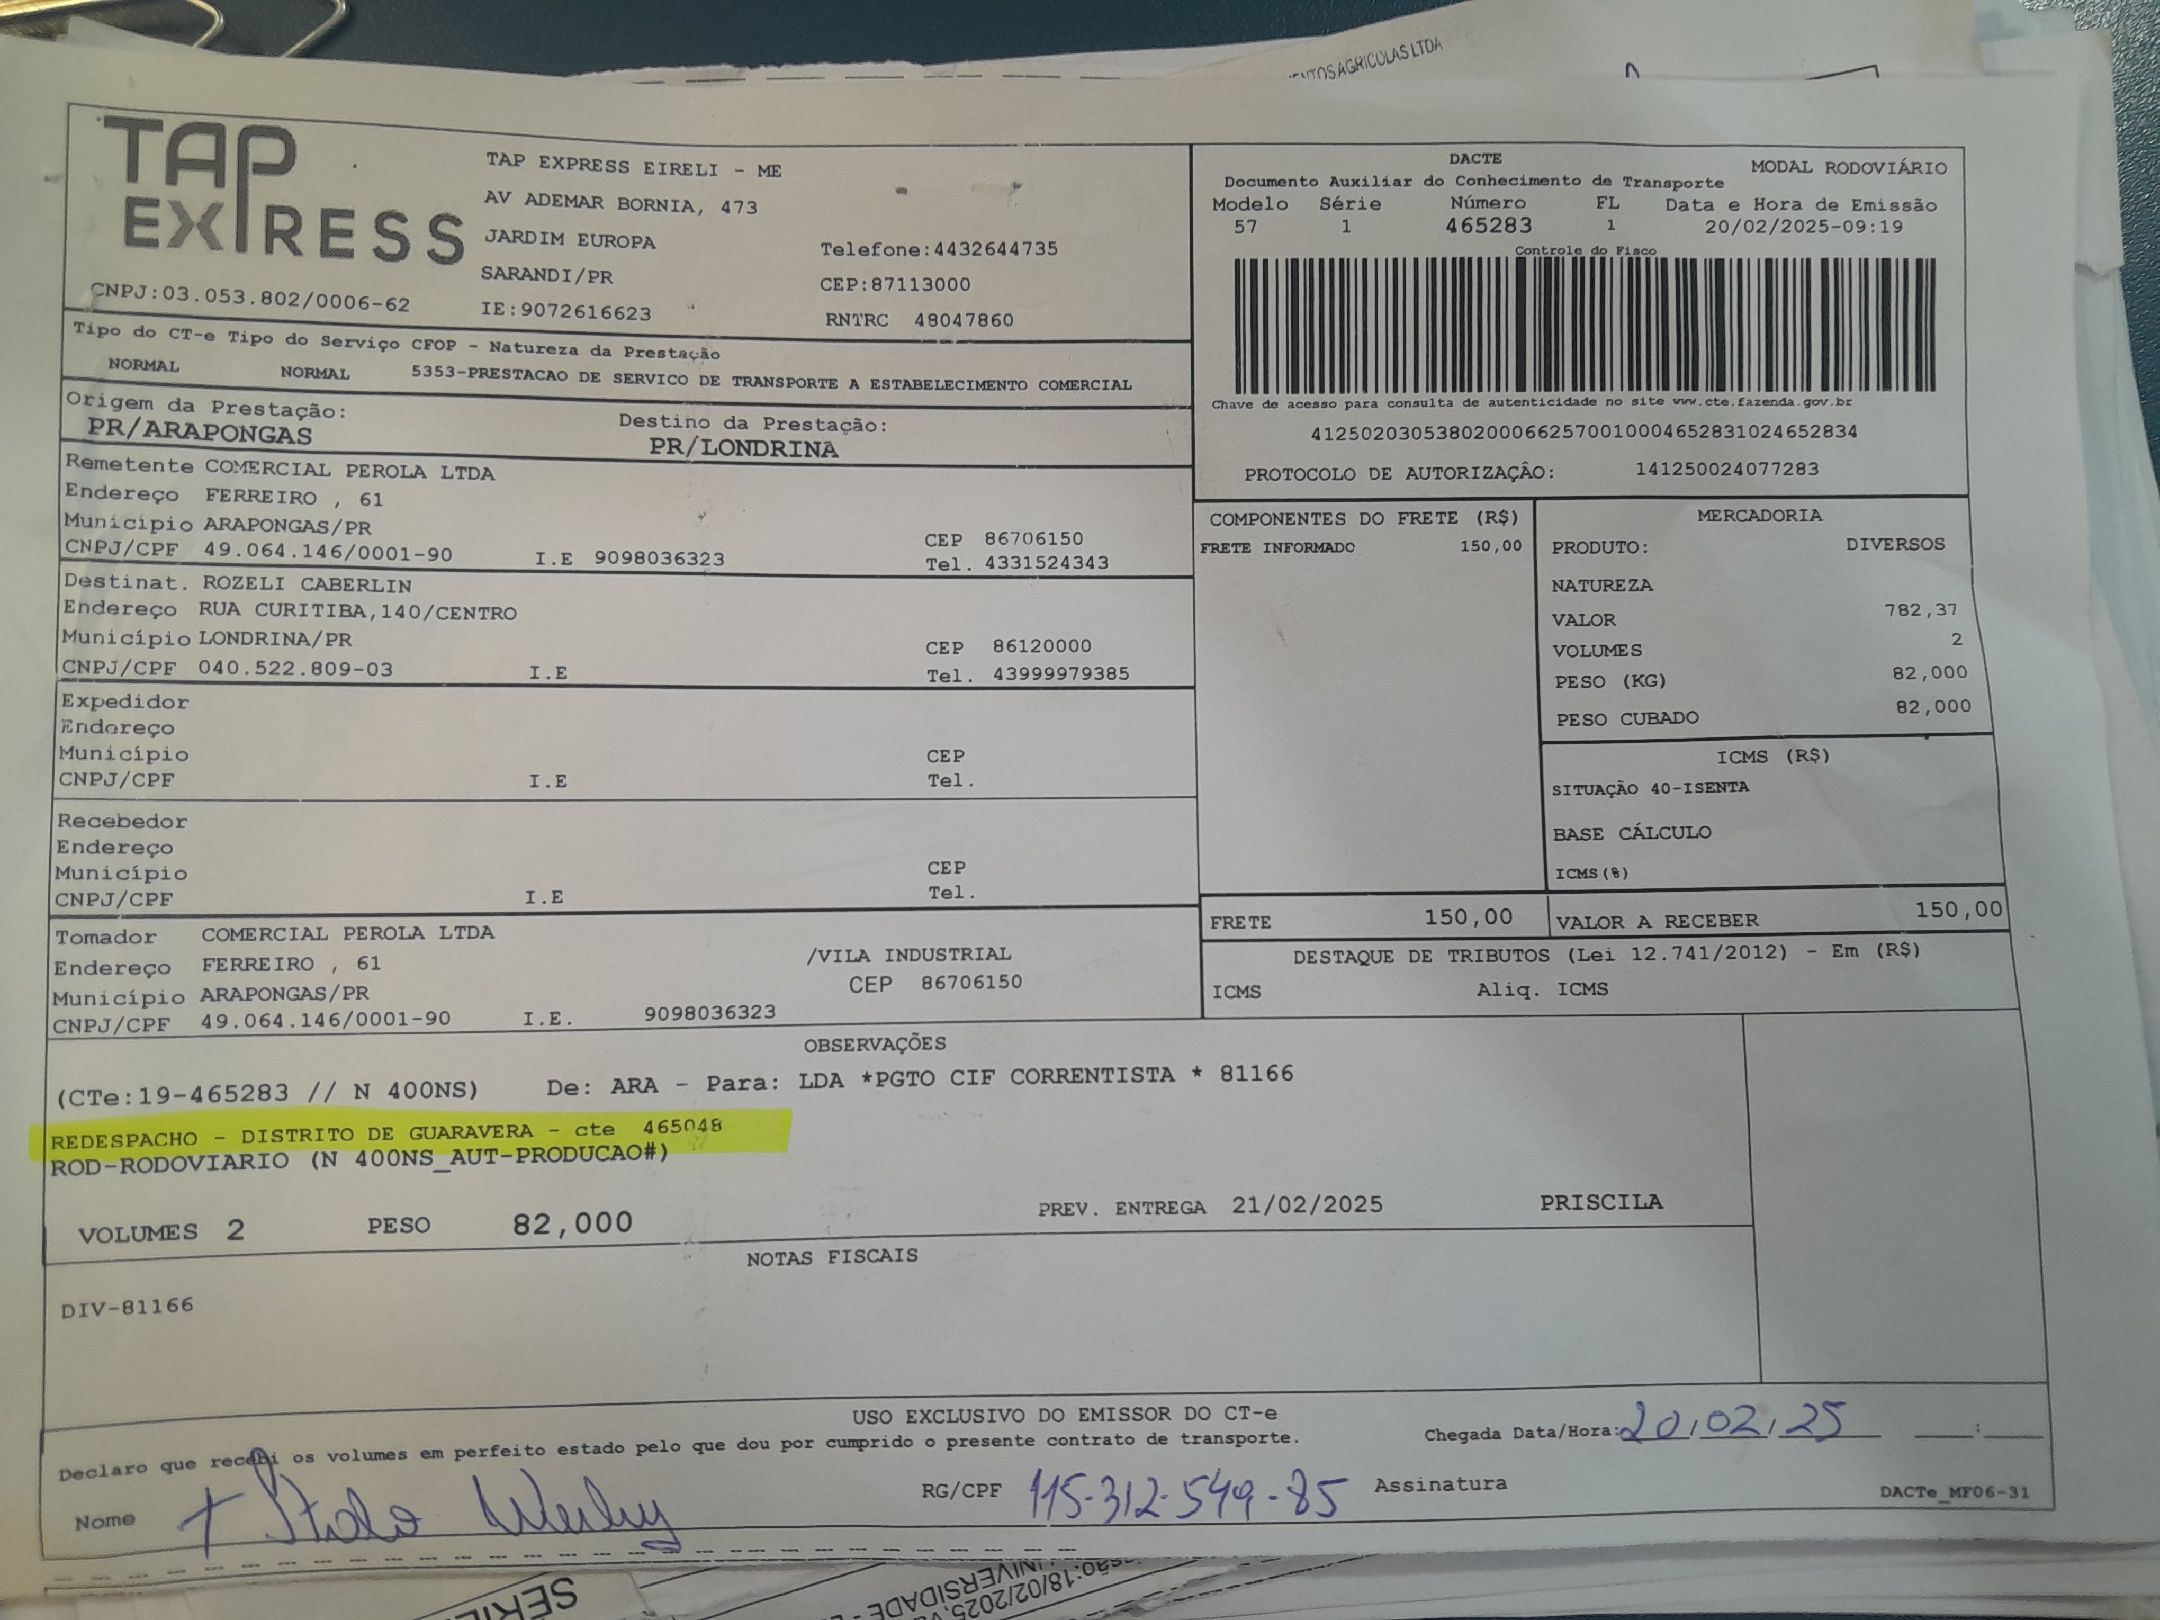 NTOSAGRICOLAS LTDA
TAP
EXPRESS
CNPJ:03.053.802/0006-62
TAP EXPRESS EIRELI - ME
AV ADEMAR BORNIA, 473
JARDIM EUROPA
SARANDI/PR
IE:9072616623
Telefone:4432644735
CEP:87113000
RNTRC 48047860
DACTE
MODAL RODOVIÁRIO
Documento Auxiliar do Conhecimento de Transporte
Modelo Série Número FL Data e Hora de Emissão
57 1 465283 1 20/02/2025-09:19
Controle do Fisco
Chave de acesso para consulta de autenticidade no site www.cte.fazenda.gov.br
41250203053802000662570010004652831024652834
PROTOCOLO DE AUTORIZAÇÂO: 141250024077283
Tipo do CT-e Tipo do Serviço CFOP - Natureza da Prestação
NORMAL NORMAL 5353-PRESTACAO DE SERVICO DE TRANSPORTE A ESTABELECIMENTO COMERCIAL
Origem da Prestação:
PR/ARAPONGAS
Destino da Prestação:
PR/LONDRINA
Remetente COMERCIAL PEROLA LTDA
Endereço FERREIRO , 61
Município ARAPONGAS/PR
CEP 86706150
CNPJ/CPF 49.064.146/0001-90 I.E 9098036323 Tel. 4331524343
Destinat. ROZELI CABERLIN
Endereço RUA CURITIBA,140/CENTRO
Município LONDRINA/PR CEP 86120000
CNPJ/CPF 040.522.809-03 I.E Tel. 43999979385
Expedidor
Endereço
Município CEP
CNPJ/CPF I.E Tel.
Recebedor
Endereço
Município CEP
CNPJ/CPF I.E Tel.
Tomador COMERCIAL PEROLA LTDA
Endereço FERREIRO , 61 /VILA INDUSTRIAL
Município ARAPONGAS/PR CEP 86706150
CNPJ/CPF 49.064.146/0001-90 I.E. 9098036323
COMPONENTES DO FRETE (R$)
FRETE INFORMADO 150,00
MERCADORIA
PRODUTO: DIVERSOS
NATUREZA
VALOR 782,37
VOLUMES 2
PESO (KG) 82,000
PESO CUBADO 82,000
ICMS (R$)
SITUAÇÃO 40-ISENTA
BASE CÁLCULO
ICMS(%)
FRETE 150,00 VALOR A RECEBER 150,00
DESTAQUE DE TRIBUTOS (Lei 12.741/2012) - Em (R$)
ICMS Aliq. ICMS
OBSERVAÇÕES
(CTe:19-465283 // N 400NS) De: ARA - Para: LDA *PGTO CIF CORRENTISTA * 81166
REDESPACHO - DISTRITO DE GUARAVERA - cte 465048
ROD-RODOVIARIO (N 400NS_AUT-PRODUCAO#)
VOLUMES 2 PESO 82,000 PREV. ENTREGA 21/02/2025 PRISCILA
NOTAS FISCAIS
DIV-81166
USO EXCLUSIVO DO EMISSOR DO CT-e
Declaro que recebi os volumes em perfeito estado pelo que dou por cumprido o presente contrato de transporte.
Chegada Data/Hora: 20/02/25 :
Nome Ítalo Wesley RG/CPF 115-312-549-85 Assinatura
DACTe_MF06-31
ão:18/02/2025
UNIVERSIDADE
SÉRIE